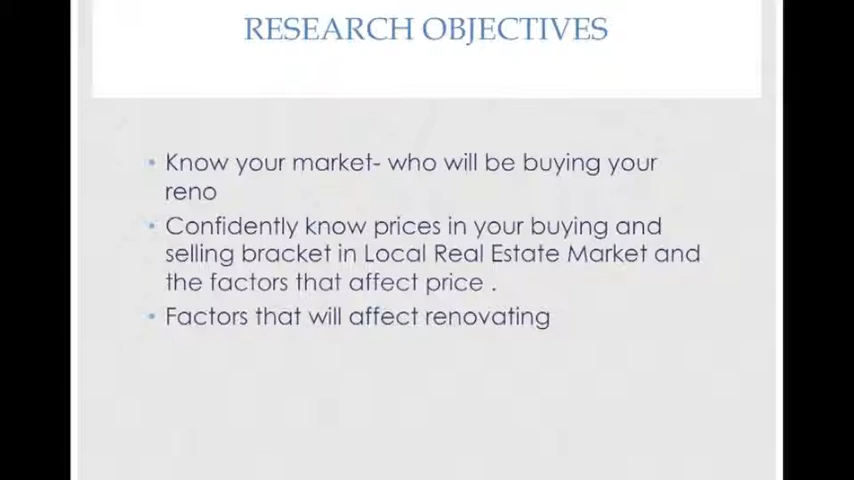 RESEARCH OBJECTIVES
• Know your market- who will be buying your
reno
• Confidently know prices in your buying and
selling bracket in Local Real Estate Market and
the factors that affect price .
• Factors that will affect renovating